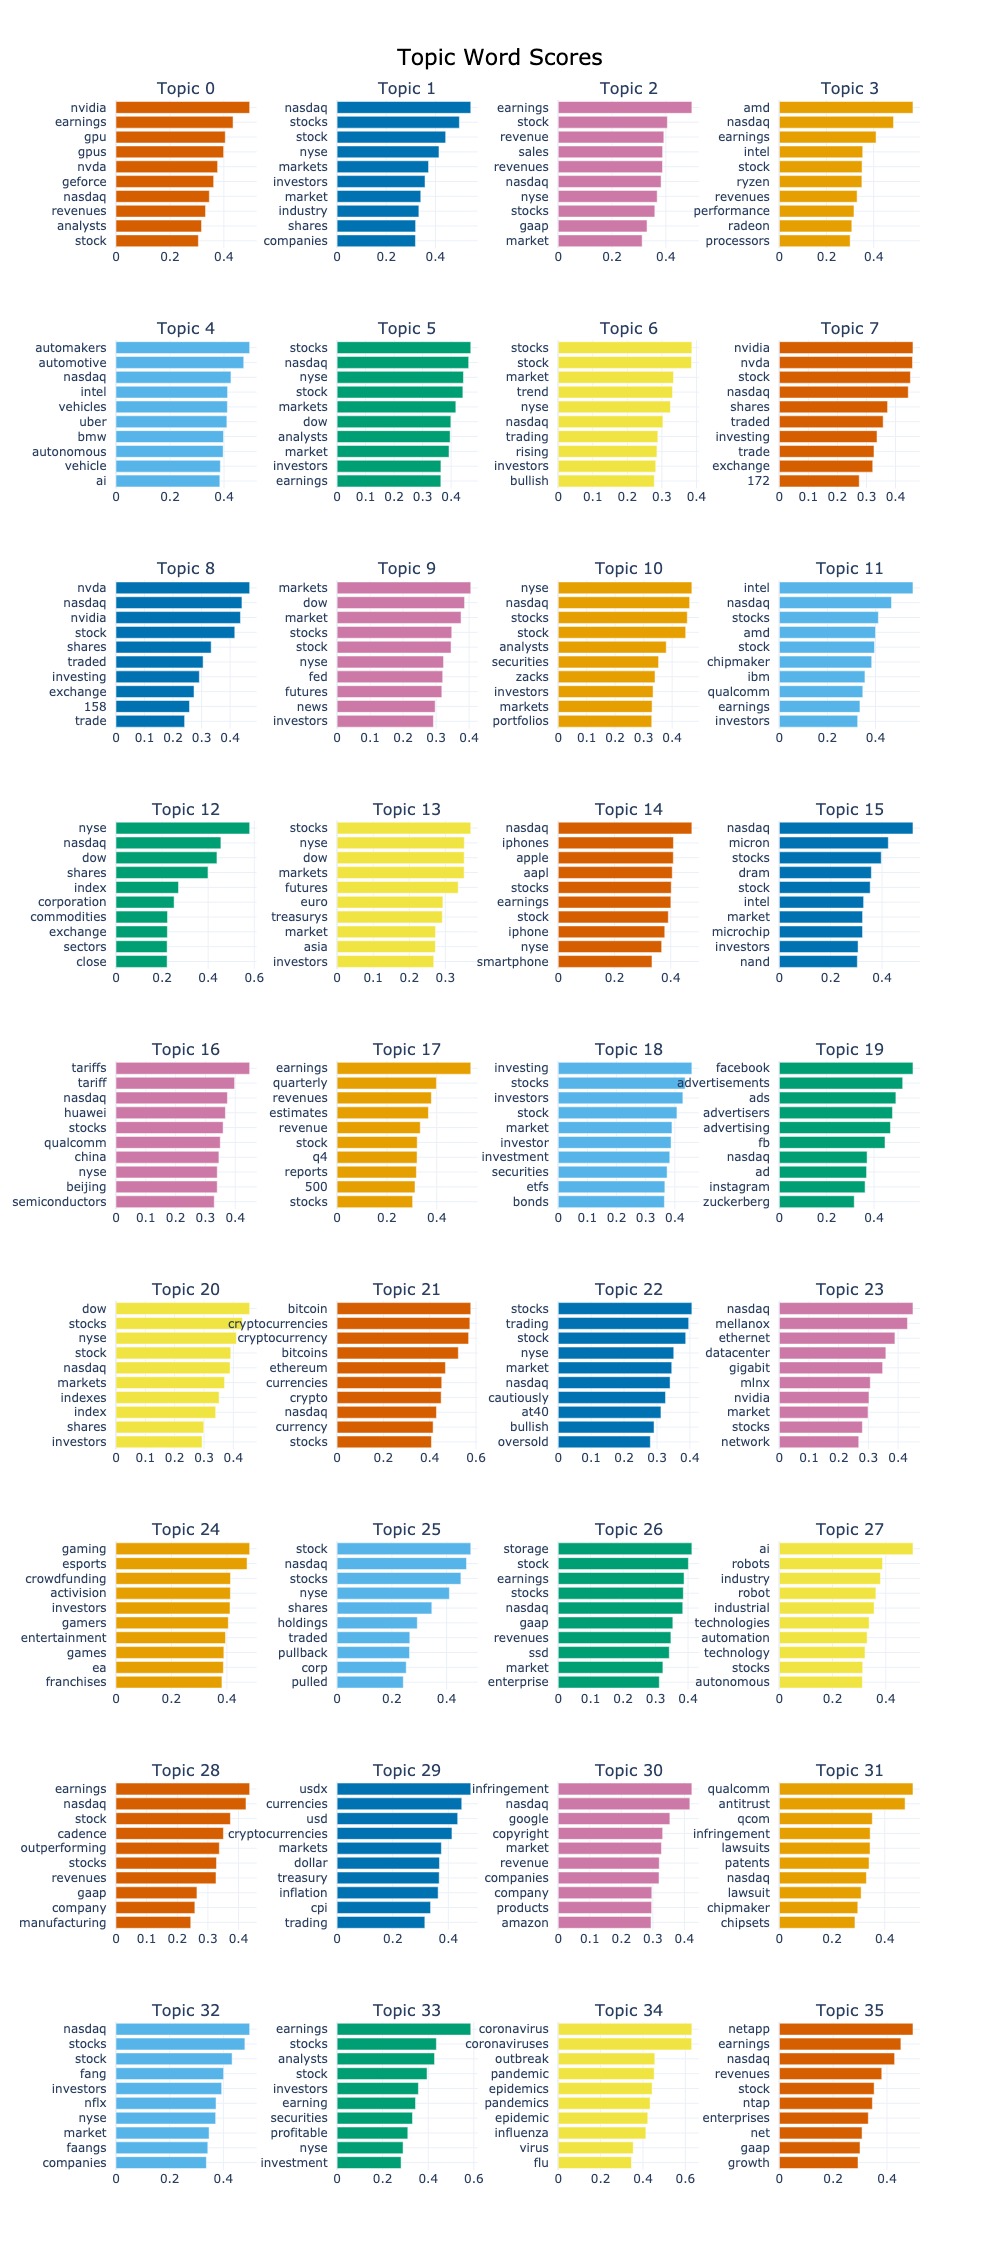 Topic Word Scores
Topic 0
nvidia
earnings
gpu
gpus
nvda
geforce
nasdaq
revenues
analysts
stock
0 0.2 0.4
Topic 1
nasdaq
stocks
stock
nyse
markets
investors
market
industry
shares
companies
0 0.2 0.4
Topic 2
earnings
stock
revenue
sales
revenues
nasdaq
nyse
stocks
gaap
market
0 0.2 0.4
Topic 3
amd
nasdaq
earnings
intel
stock
ryzen
revenues
performance
radeon
processors
0 0.2 0.4
Topic 4
automakers
automotive
nasdaq
intel
vehicles
uber
bmw
autonomous
vehicle
ai
0 0.2 0.4
Topic 5
stocks
nasdaq
nyse
stock
markets
dow
analysts
market
investors
earnings
0 0.1 0.2 0.3 0.4
Topic 6
stocks
stock
market
trend
nyse
nasdaq
trading
rising
investors
bullish
0 0.1 0.2 0.3 0.4
Topic 7
nvidia
nvda
stock
nasdaq
shares
traded
investing
trade
exchange
172
0 0.1 0.2 0.3 0.4
Topic 8
nvda
nasdaq
nvidia
stock
shares
traded
investing
exchange
158
trade
0 0.1 0.2 0.3 0.4
Topic 9
markets
dow
market
stocks
stock
nyse
fed
futures
news
investors
0 0.1 0.2 0.3 0.4
Topic 10
nyse
nasdaq
stocks
stock
analysts
securities
zacks
investors
markets
portfolios
0 0.1 0.2 0.3 0.4
Topic 11
intel
nasdaq
stocks
amd
stock
chipmaker
ibm
qualcomm
earnings
investors
0 0.2 0.4
Topic 12
nyse
nasdaq
dow
shares
index
corporation
commodities
exchange
sectors
close
0 0.2 0.4 0.6
Topic 13
stocks
nyse
dow
markets
futures
euro
treasurys
market
asia
investors
0 0.1 0.2 0.3
Topic 14
nasdaq
iphones
apple
aapl
stocks
earnings
stock
iphone
nyse
smartphone
0 0.2 0.4
Topic 15
nasdaq
micron
stocks
dram
stock
intel
market
microchip
investors
nand
0 0.2 0.4
Topic 16
tariffs
tariff
nasdaq
huawei
stocks
qualcomm
china
nyse
beijing
semiconductors
0 0.1 0.2 0.3 0.4
Topic 17
earnings
quarterly
revenues
estimates
revenue
stock
q4
reports
500
stocks
0 0.2 0.4
Topic 18
investing
stocks
investors
stock
market
investor
investment
securities
etfs
bonds
0 0.1 0.2 0.3 0.4
Topic 19
facebook
advertisements
ads
advertisers
advertising
fb
nasdaq
ad
instagram
zuckerberg
0 0.2 0.4
Topic 20
dow
stocks
nyse
stock
nasdaq
markets
indexes
index
shares
investors
0 0.1 0.2 0.3 0.4
Topic 21
bitcoin
cryptocurrencies
cryptocurrency
bitcoins
ethereum
currencies
crypto
nasdaq
currency
stocks
0 0.2 0.4 0.6
Topic 22
stocks
trading
stock
nyse
market
nasdaq
cautiously
at40
bullish
oversold
0 0.1 0.2 0.3 0.4
Topic 23
nasdaq
mellanox
ethernet
datacenter
gigabit
mlnx
nvidia
market
stocks
network
0 0.1 0.2 0.3 0.4
Topic 24
gaming
esports
crowdfunding
activision
investors
gamers
entertainment
games
ea
franchises
0 0.2 0.4
Topic 25
stock
nasdaq
stocks
nyse
shares
holdings
traded
pullback
corp
pulled
0 0.2 0.4
Topic 26
storage
stock
earnings
stocks
nasdaq
gaap
revenues
ssd
market
enterprise
0 0.1 0.2 0.3 0.4
Topic 27
ai
robots
industry
robot
industrial
technologies
automation
technology
stocks
autonomous
0 0.2 0.4
Topic 28
earnings
nasdaq
stock
cadence
outperforming
stocks
revenues
gaap
company
manufacturing
0 0.1 0.2 0.3 0.4
Topic 29
usdx
currencies
usd
cryptocurrencies
markets
dollar
treasury
inflation
cpi
trading
0 0.2 0.4
Topic 30
infringement
nasdaq
google
copyright
market
revenue
companies
company
products
amazon
0 0.1 0.2 0.3 0.4
Topic 31
qualcomm
antitrust
qcom
infringement
lawsuits
patents
nasdaq
lawsuit
chipmaker
chipsets
0 0.2 0.4
Topic 32
nasdaq
stocks
stock
fang
investors
nflx
nyse
market
faangs
companies
0 0.2 0.4
Topic 33
earnings
stocks
analysts
stock
investors
earning
securities
profitable
nyse
investment
0 0.2 0.4 0.6
Topic 34
coronavirus
coronaviruses
outbreak
pandemic
epidemics
pandemics
epidemic
influenza
virus
flu
0 0.2 0.4 0.6
Topic 35
netapp
earnings
nasdaq
revenues
stock
ntap
enterprises
net
gaap
growth
0 0.2 0.4